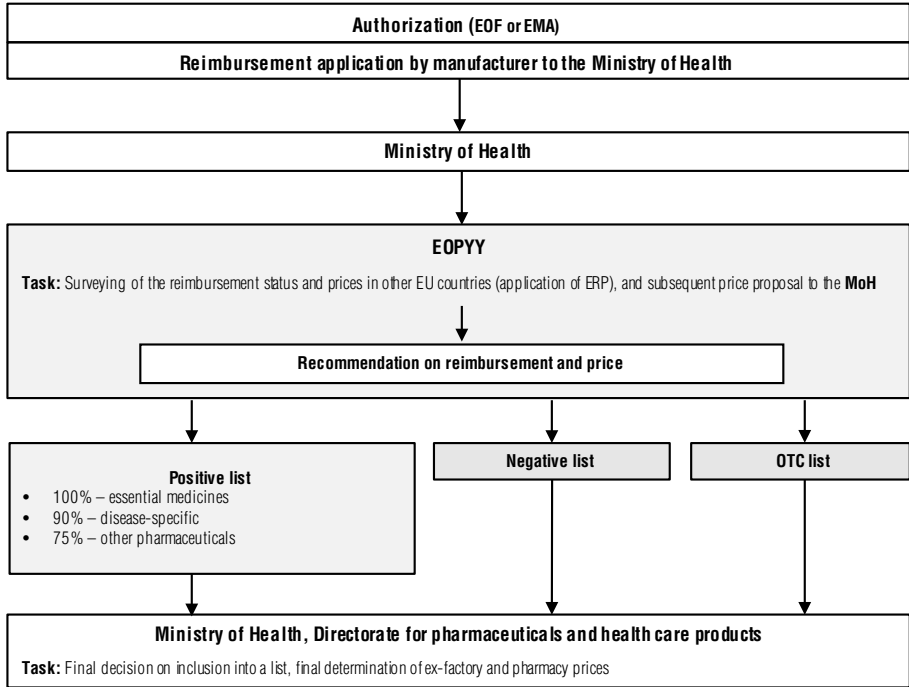 Authorization (EOF or EMA)
Reimbursement application by manufacturer to the Ministry of Health
Ministry of Health
EOPYY
Task: Surveying of the reimbursement status and prices in other EU countries (application of ERP), and subsequent price proposal to the MoH
Recommendation on reimbursement and price
Positive list
• 100% – essential medicines
• 90% – disease-specific
• 75% – other pharmaceuticals
Negative list
OTC list
Ministry of Health, Directorate for pharmaceuticals and health care products
Task: Final decision on inclusion into a list, final determination of ex-factory and pharmacy prices